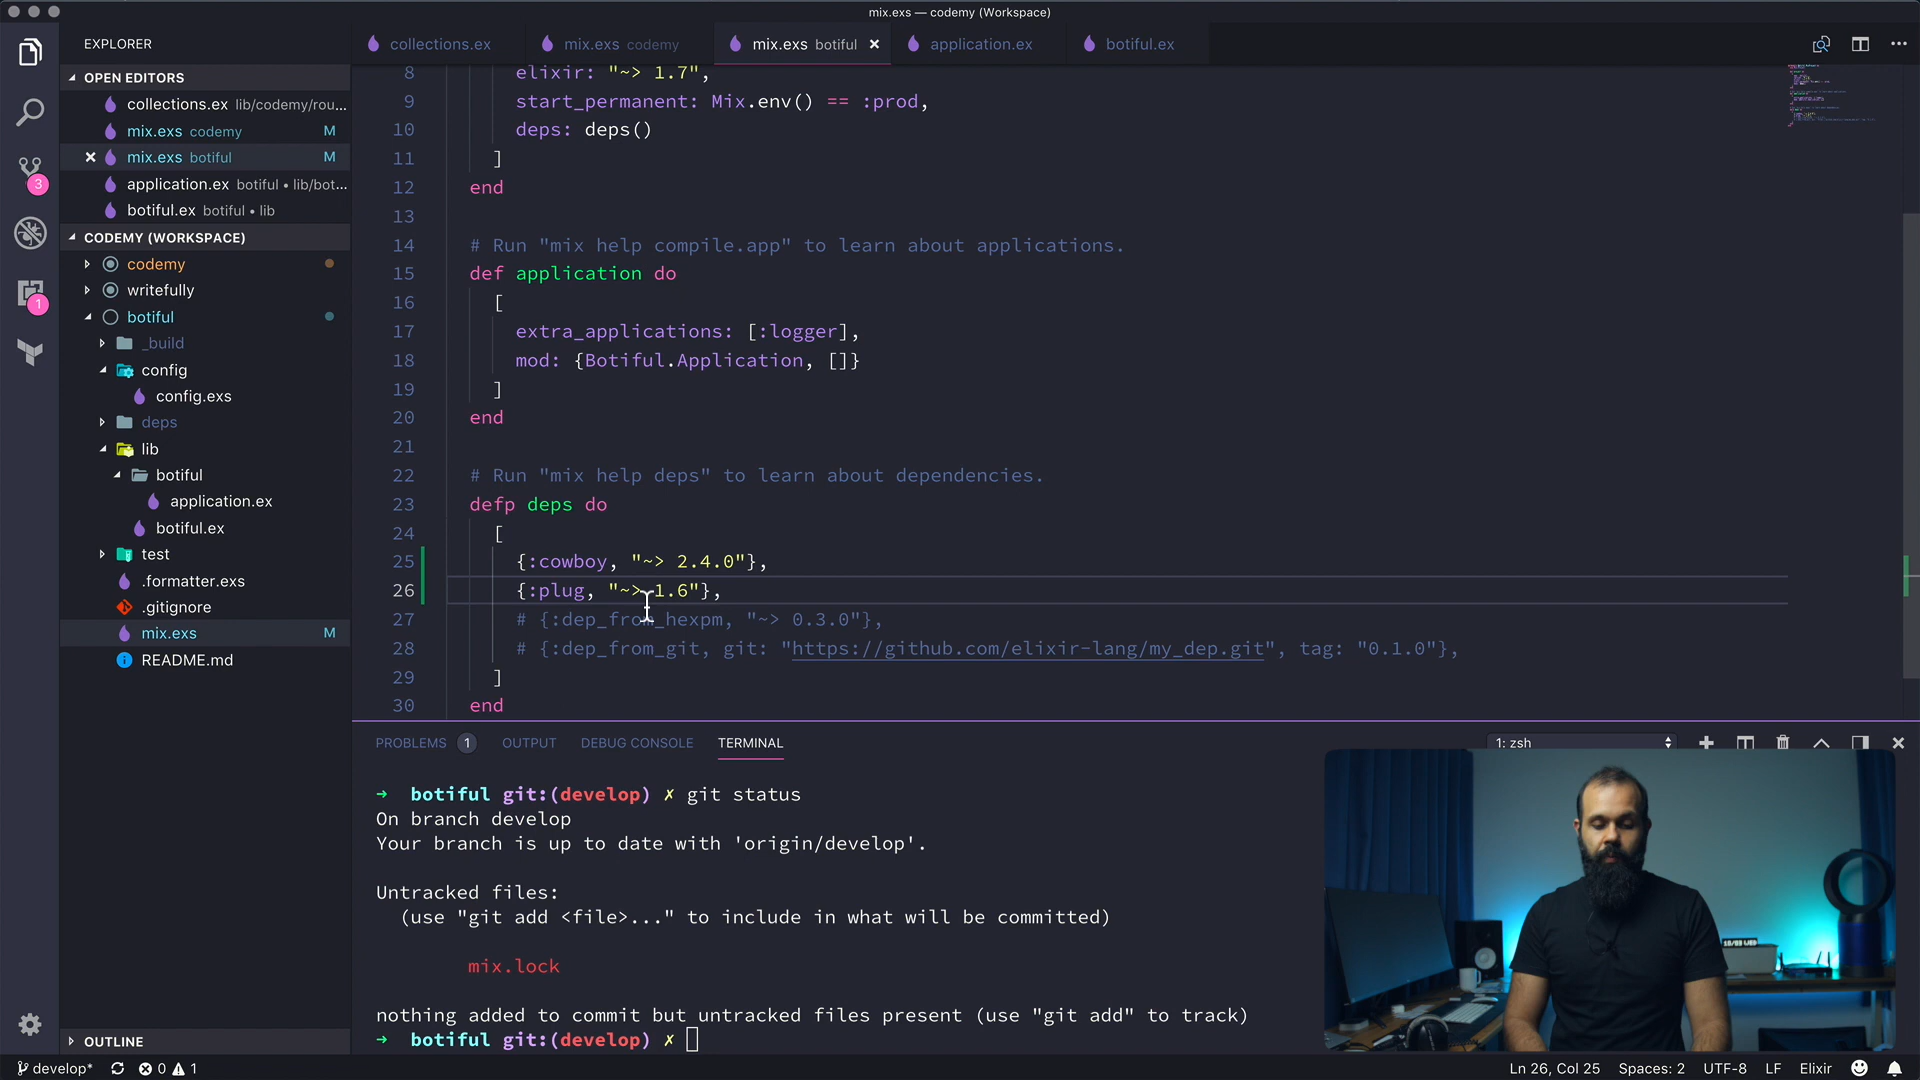 mix.exs — codemy (Workspace)
EXPLORER
collections.ex
mix.exs codemy
mix.exs botiful
application.ex
botiful.ex
OPEN EDITORS
collections.ex lib/codemy/rou...
mix.exs codemy M
mix.exs botiful M
application.ex botiful • lib/bot...
botiful.ex botiful • lib
CODEMY (WORKSPACE)
codemy
writefully
botiful
_build
config
config.exs
deps
lib
botiful
application.ex
botiful.ex
test
.formatter.exs
.gitignore
mix.exs M
README.md
OUTLINE
3
1
8 elixir: "~> 1.7",
9 start_permanent: Mix.env() == :prod,
10 deps: deps()
11 ]
12 end
13
14 # Run "mix help compile.app" to learn about applications.
15 def application do
16 [
17 extra_applications: [:logger],
18 mod: {Botiful.Application, []}
19 ]
20 end
21
22 # Run "mix help deps" to learn about dependencies.
23 defp deps do
24 [
25 {:cowboy, "~> 2.4.0"},
26 {:plug, "~> 1.6"},
27 # {:dep_from_hexpm, "~> 0.3.0"},
28 # {:dep_from_git, git: "https://github.com/elixir-lang/my_dep.git", tag: "0.1.0"},
29 ]
30 end
PROBLEMS 1 OUTPUT DEBUG CONSOLE TERMINAL
1: zsh
→ botiful git:(develop) ✗ git status
On branch develop
Your branch is up to date with 'origin/develop'.
Untracked files:
(use "git add <file>..." to include in what will be committed)
mix.lock
nothing added to commit but untracked files present (use "git add" to track)
→ botiful git:(develop) ✗
develop* 0 1
Ln 26, Col 25 Spaces: 2 UTF-8 LF Elixir